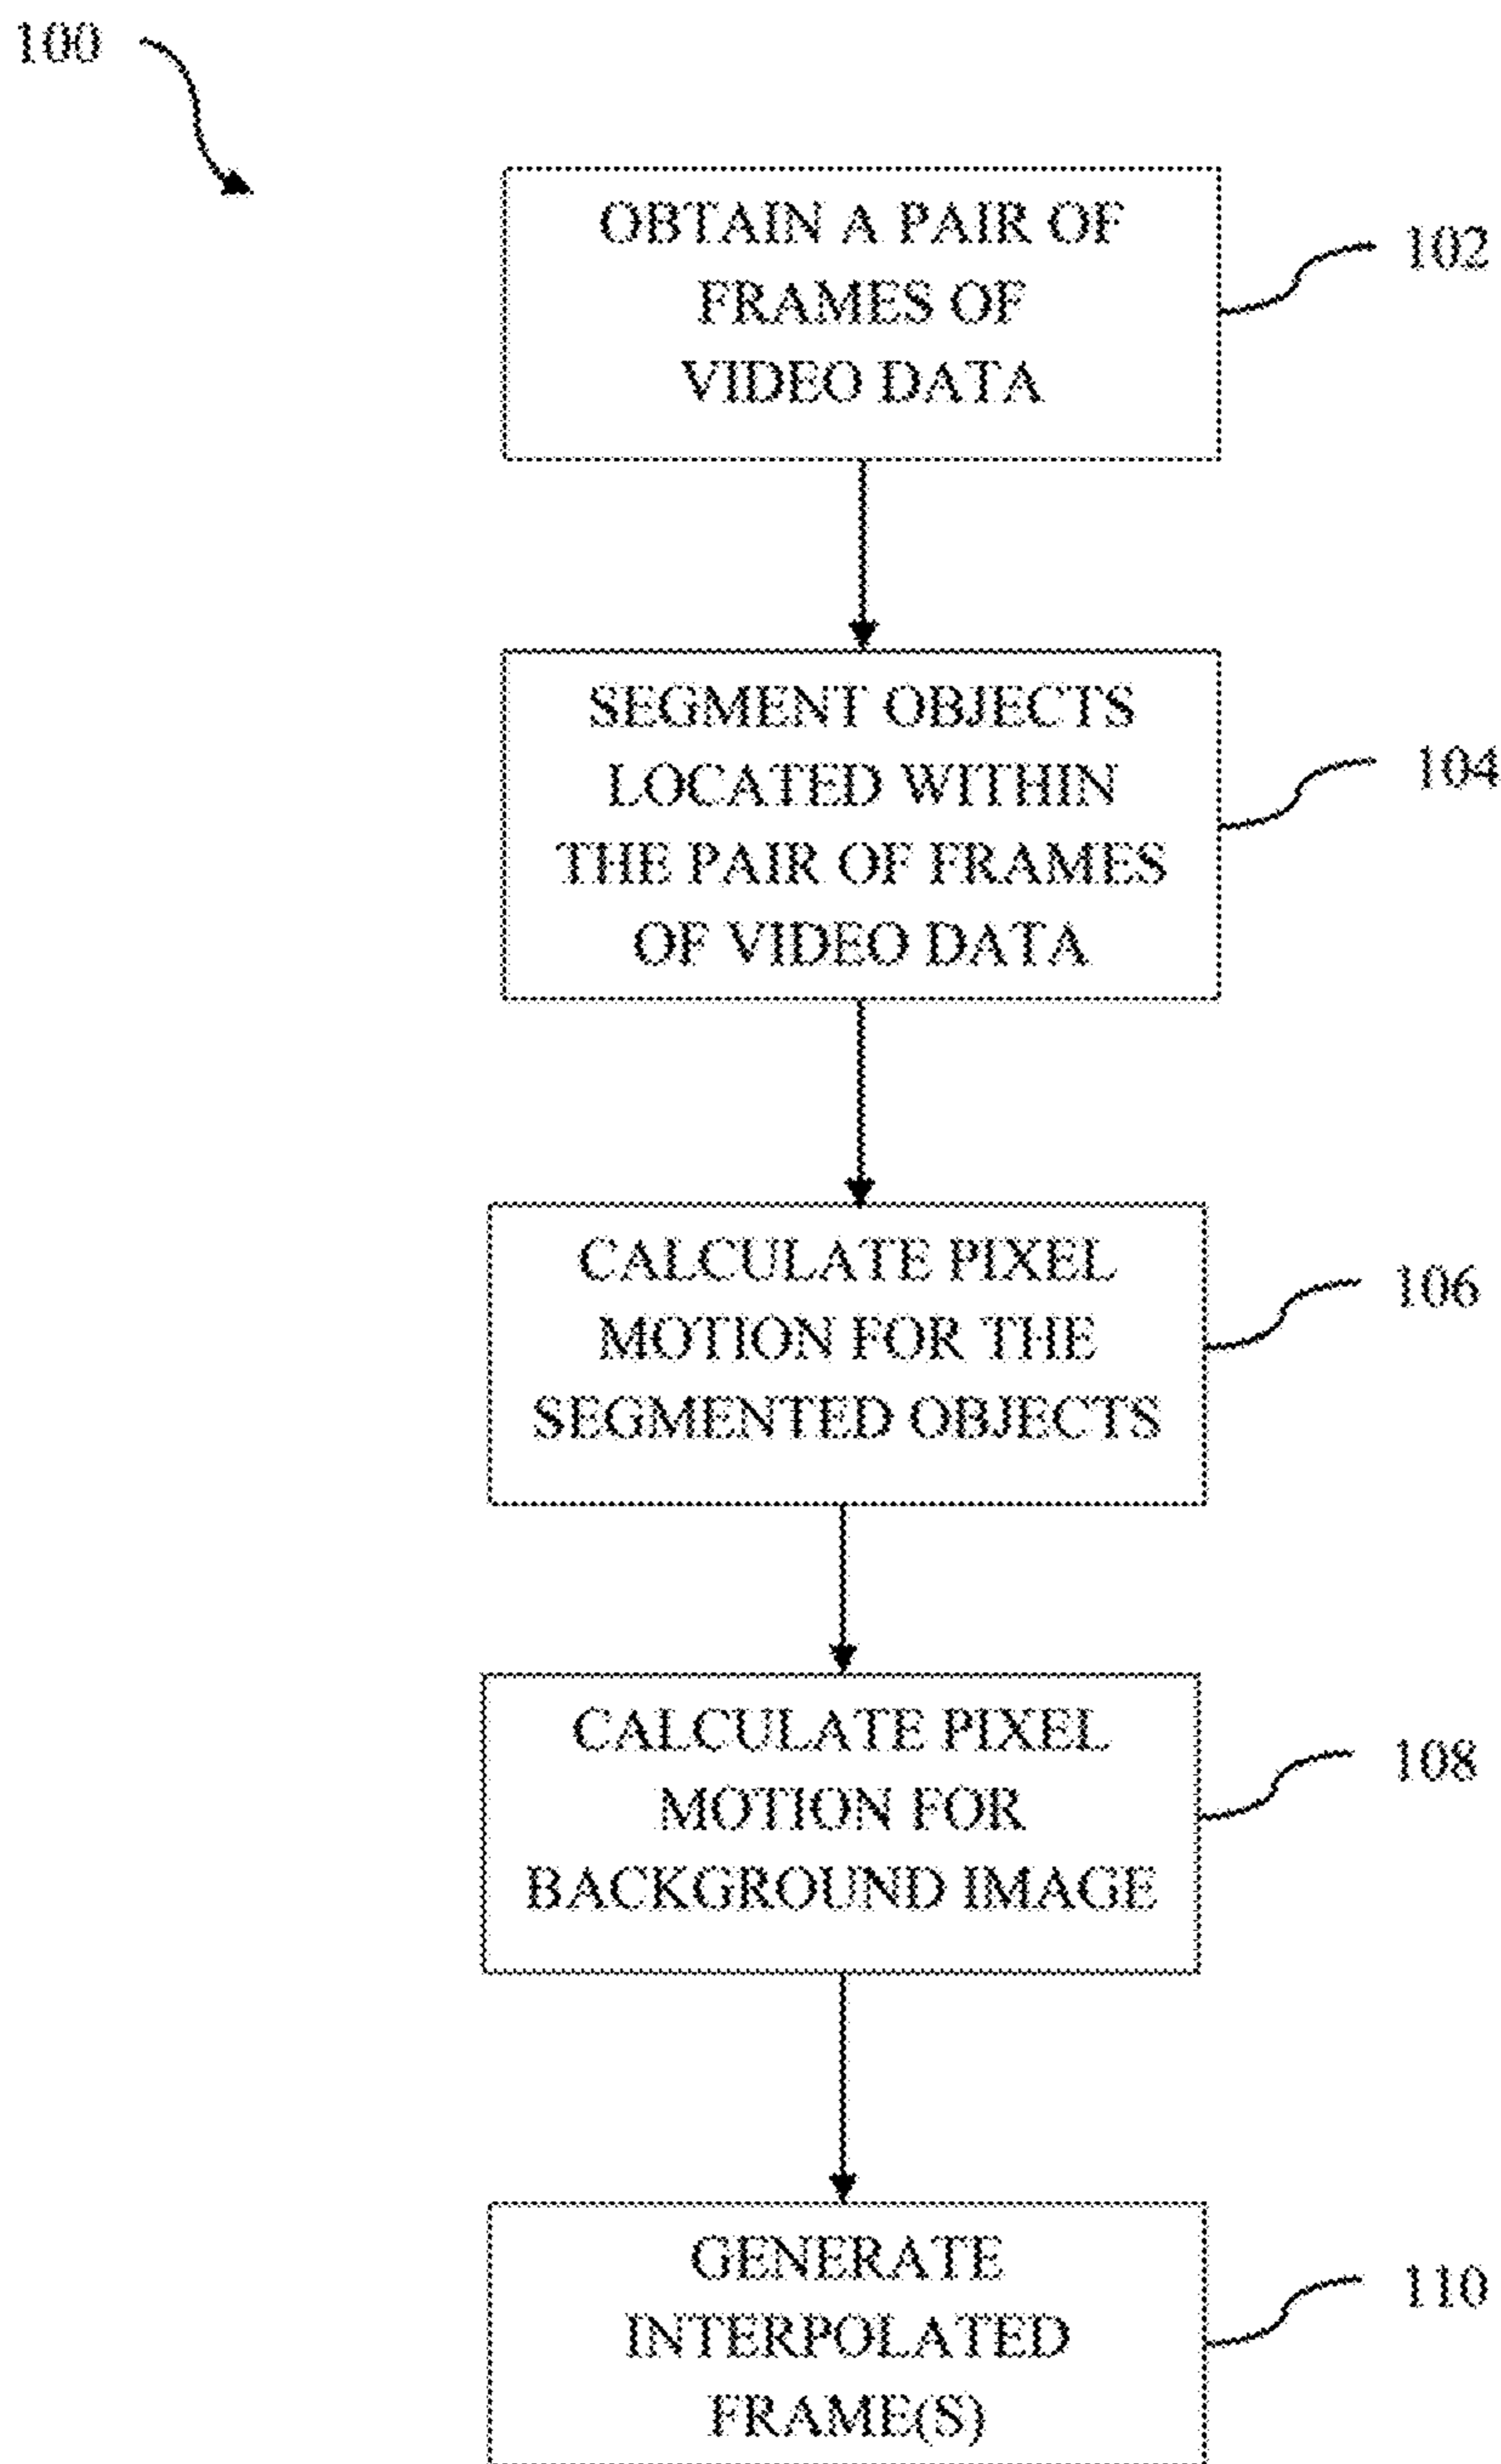 100
OBTAIN A PAIR OF
FRAMES OF
VIDEO DATA
102
SEGMENT OBJECTS
LOCATED WITHIN
THE PAIR OF FRAMES
OF VIDEO DATA
104
CALCULATE PIXEL
MOTION FOR THE
SEGMENTED OBJECTS
106
CALCULATE PIXEL
MOTION FOR
BACKGROUND IMAGE
108
GENERATE
INTERPOLATED
FRAME(S)
110